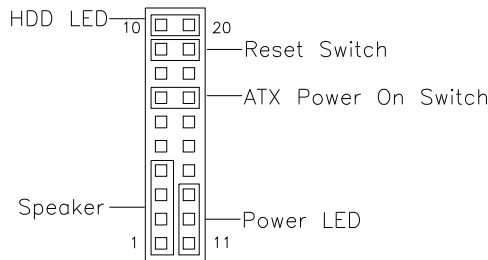 HDD LED
10 20
Reset Switch
ATX Power On Switch
Speaker
Power LED
1 11